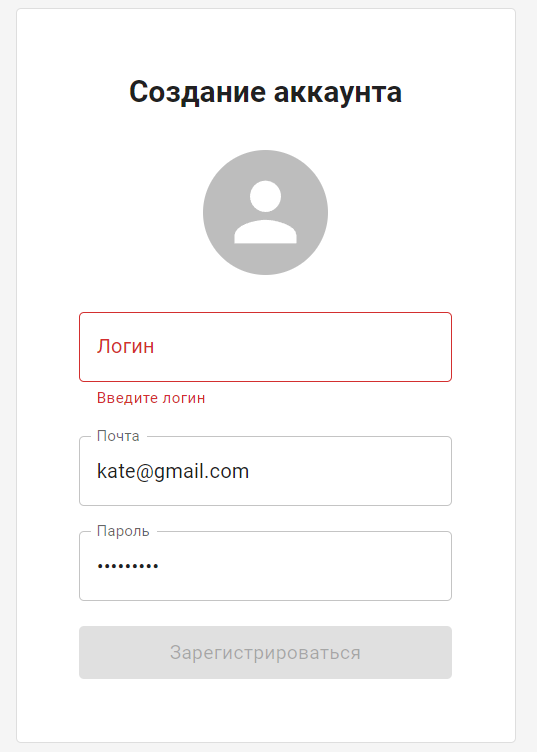 Создание аккаунта
Логин
Введите логин
Почта
kate@gmail.com
Пароль
•••••••••
Зарегистрироваться